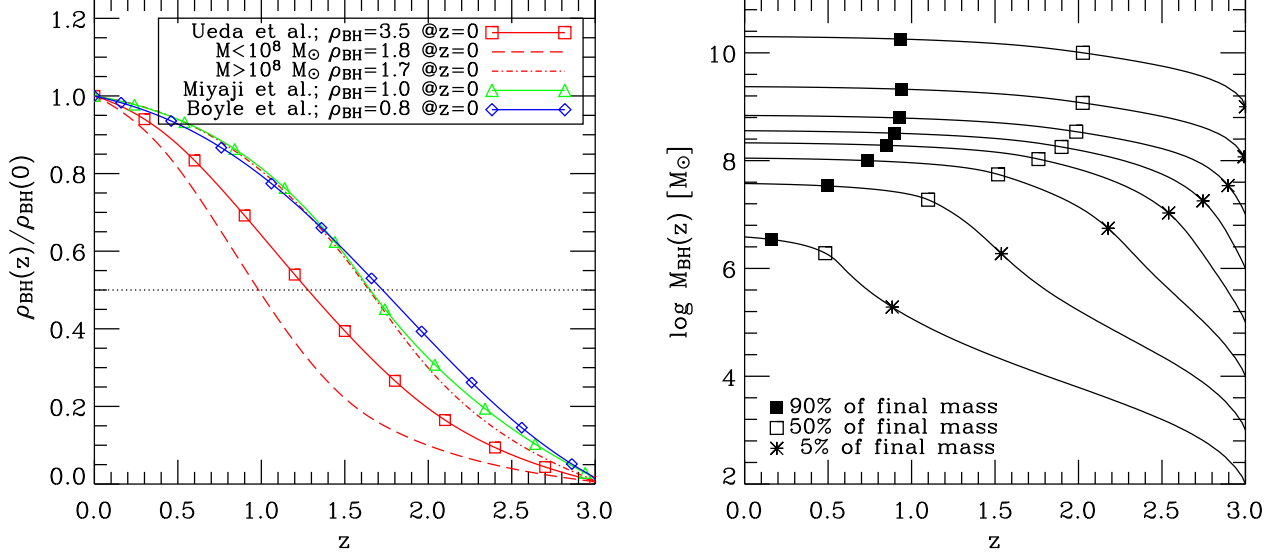 Ueda et al.; ρBH=3.5 @z=0
M<10⁸ M⊙ ρBH=1.8 @z=0
M>10⁸ M⊙ ρBH=1.7 @z=0
Miyaji et al.; ρBH=1.0 @z=0
Boyle et al.; ρBH=0.8 @z=0
1.2
1.0
0.8
0.6
0.4
0.2
0.0
ρBH(z)/ρBH(0)
0.0 0.5 1.0 1.5 2.0 2.5 3.0
z
10
8
6
4
2
log MBH(z) [M⊙]
90% of final mass
50% of final mass
5% of final mass
0.0 0.5 1.0 1.5 2.0 2.5 3.0
z